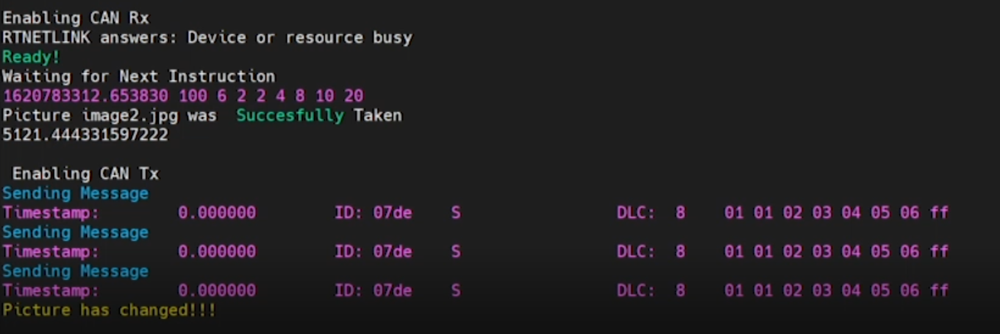 Enabling CAN Rx
RTNETLINK answers: Device or resource busy
Ready!
Waiting for Next Instruction
1620783312.653830 100 6 2 2 4 8 10 20
Picture image2.jpg was  Succesfully Taken
5121.444331597222
Enabling CAN Tx
Sending Message
Timestamp:        0.000000        ID: 07de    S                DLC:  8    01 01 02 03 04 05 06 ff
Sending Message
Timestamp:        0.000000        ID: 07de    S                DLC:  8    01 01 02 03 04 05 06 ff
Sending Message
Timestamp:        0.000000        ID: 07de    S                DLC:  8    01 01 02 03 04 05 06 ff
Picture has changed!!!